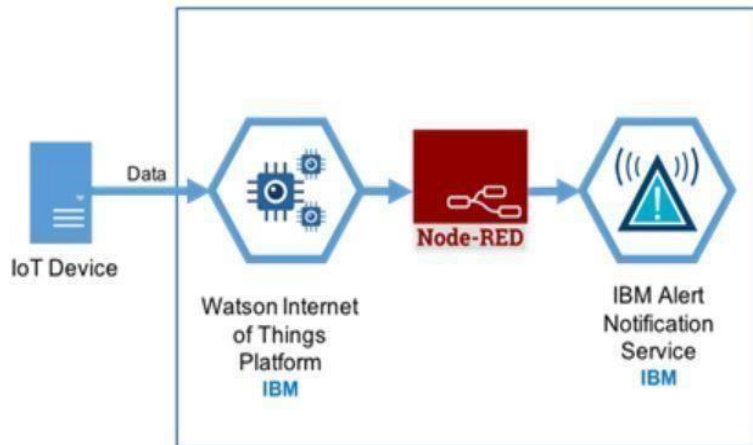 Data
IoT Device
Watson Internet
of Things
Platform
IBM
Node-RED
IBM Alert
Notification
Service
IBM